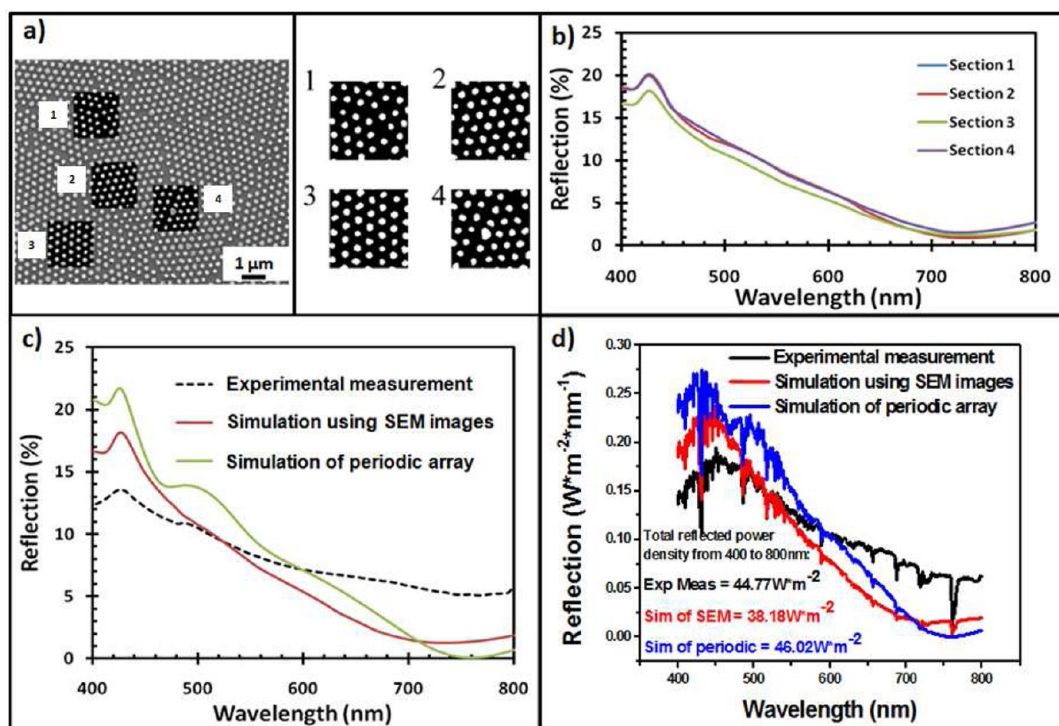 a)
1
2
3
4
1 µm
1
2
3
4
b)
Reflection (%)
25
20
15
10
5
0
400
500
600
700
800
Wavelength (nm)
Section 1
Section 2
Section 3
Section 4
c)
Reflection (%)
25
20
15
10
5
0
400
500
600
700
800
Wavelength (nm)
Experimental measurement
Simulation using SEM images
Simulation of periodic array
d)
Reflection (W*m-2*nm-1)
0.30
0.25
0.20
0.15
0.10
0.05
0.00
400
500
600
700
800
Wavelength (nm)
Experimental measurement
Simulation using SEM images
Simulation of periodic array
Total reflected power
density from 400 to 800nm:
Exp Meas = 44.77W*m-2
Sim of SEM = 38.18W*m-2
Sim of periodic = 46.02W*m-2